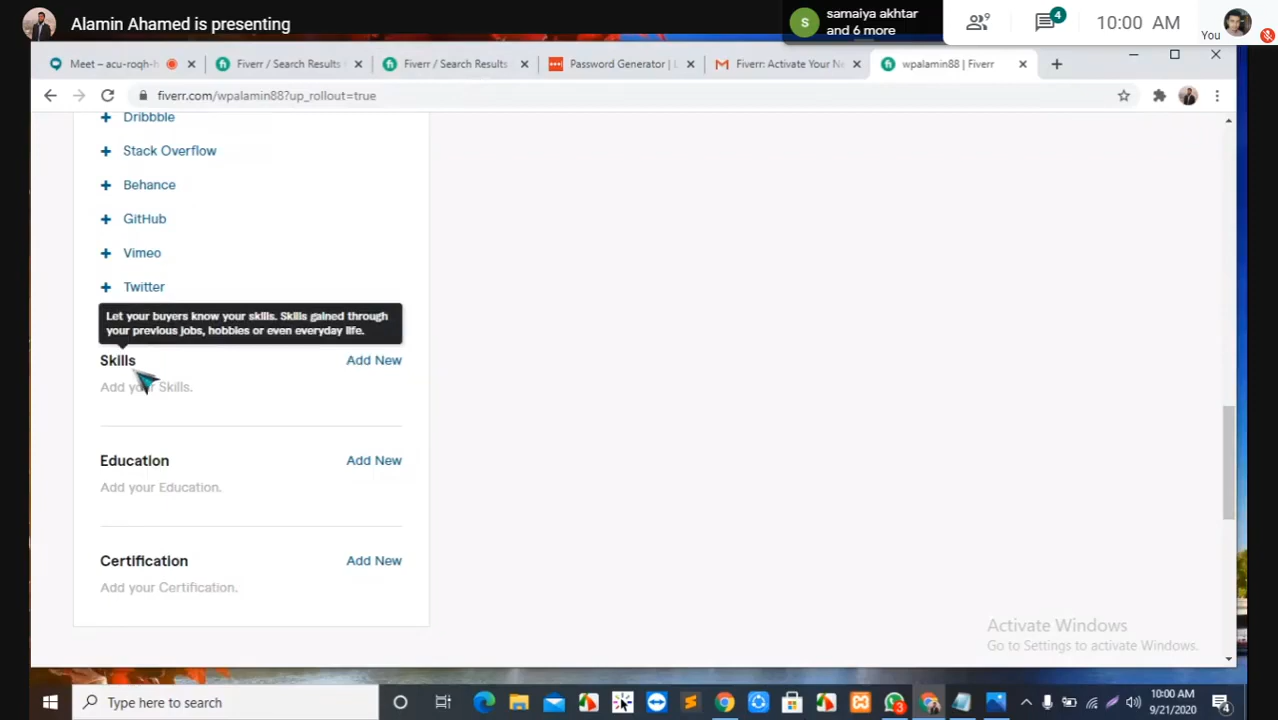 Alamin Ahamed is presenting
S
samaiya akhtar
and 6 more
9
4
10:00 AM
You
Meet – acu-roqh-h
Fiverr / Search Results
Fiverr / Search Results
Password Generator | L
Fiverr: Activate Your Ne
wpalamin88 | Fiverr
fiverr.com/wpalamin88?up_rollout=true
Dribbble
Stack Overflow
Behance
GitHub
Vimeo
Twitter
Let your buyers know your skills. Skills gained through
your previous jobs, hobbies or even everyday life.
Skills
Add New
Add your Skills.
Education
Add New
Add your Education.
Certification
Add New
Add your Certification.
Activate Windows
Go to Settings to activate Windows.
Type here to search
3
10:00 AM
9/21/2020
4